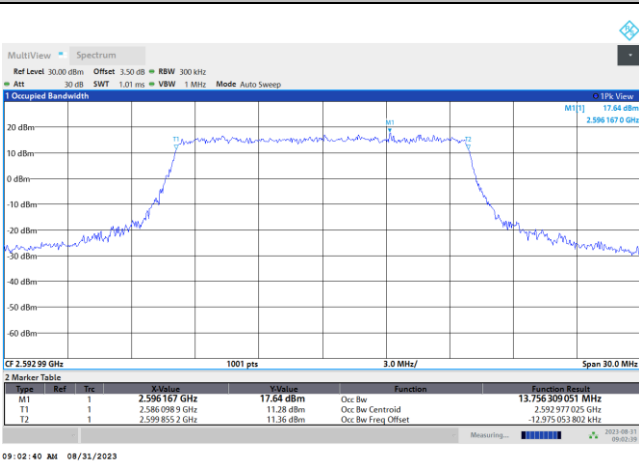 MultiView Spectrum
Ref Level 30.00 dBm Offset 3.50 dB RBW 300 kHz
Att 30 dB SWT 1.01 ms VBW 1 MHz Mode Auto Sweep
1 Occupied Bandwidth 1Pk View
M1[1] 17.64 dBm
2.596 167 0 GHz
M1
20 dBm
T1 T2
10 dBm
0 dBm
-10 dBm
-20 dBm
-30 dBm
-40 dBm
-50 dBm
-60 dBm
CF 2.592 99 GHz 1001 pts 3.0 MHz/ Span 30.0 MHz
2 Marker Table
Type Ref Trc X-Value Y-Value Function Function Result
M1 1 2.596 167 GHz 17.64 dBm Occ Bw 13.756 309 051 MHz
T1 1 2.586 098 9 GHz 11.28 dBm Occ Bw Centroid 2.592 977 025 GHz
T2 1 2.599 855 2 GHz 11.36 dBm Occ Bw Freq Offset -12.975 053 802 kHz
Measuring... 2023-08-31
09:02:39
09:02:40 AM 08/31/2023